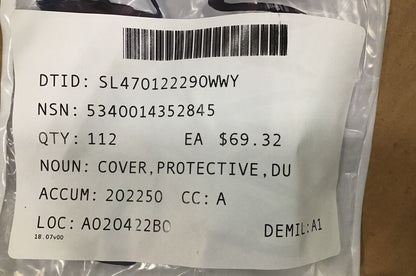 DTID: SL470122290WWY
NSN: 5340014352845
QTY: 112 EA $69.32
NOUN: COVER,PROTECTIVE,DU
ACCUM: 202250 CC: A
LOC: A020422B0 DEMIL:A1
18.07v00